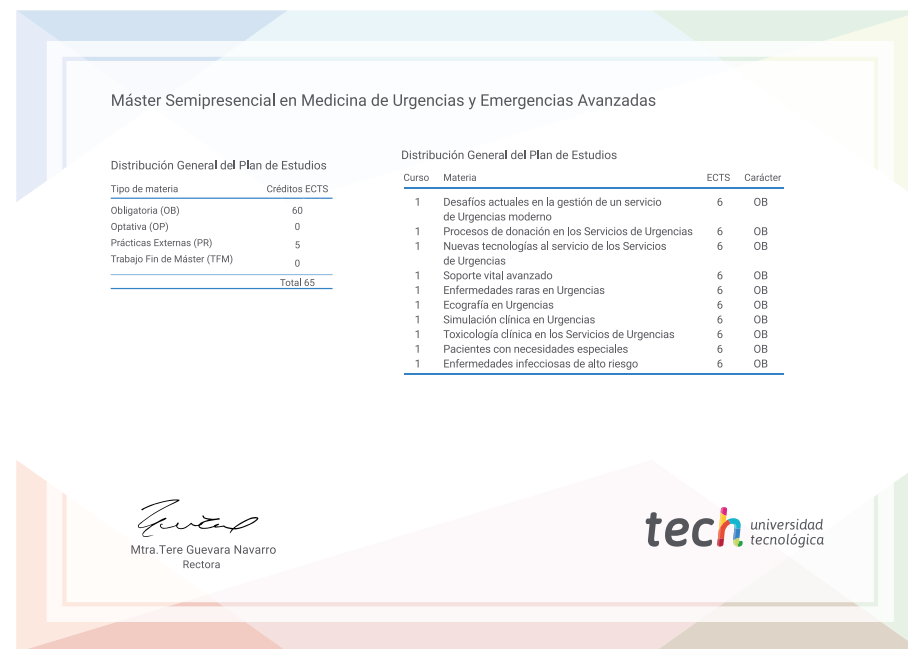 Máster Semipresencial en Medicina de Urgencias y Emergencias Avanzadas
Distribución General del Plan de Estudios
Tipo de materia Créditos ECTS
Obligatoria (OB) 60
Optativa (OP) 0
Prácticas Externas (PR) 5
Trabajo Fin de Máster (TFM) 0
Total 65
Distribución General del Plan de Estudios
Curso Materia ECTS Carácter
1 Desafíos actuales en la gestión de un servicio 6 OB
de Urgencias moderno
1 Procesos de donación en los Servicios de Urgencias 6 OB
1 Nuevas tecnologías al servicio de los Servicios 6 OB
de Urgencias
1 Soporte vital avanzado 6 OB
1 Enfermedades raras en Urgencias 6 OB
1 Ecografía en Urgencias 6 OB
1 Simulación clínica en Urgencias 6 OB
1 Toxicología clínica en los Servicios de Urgencias 6 OB
1 Pacientes con necesidades especiales 6 OB
1 Enfermedades infecciosas de alto riesgo 6 OB
Mtra.Tere Guevara Navarro
Rectora
tech universidad
tecnológica